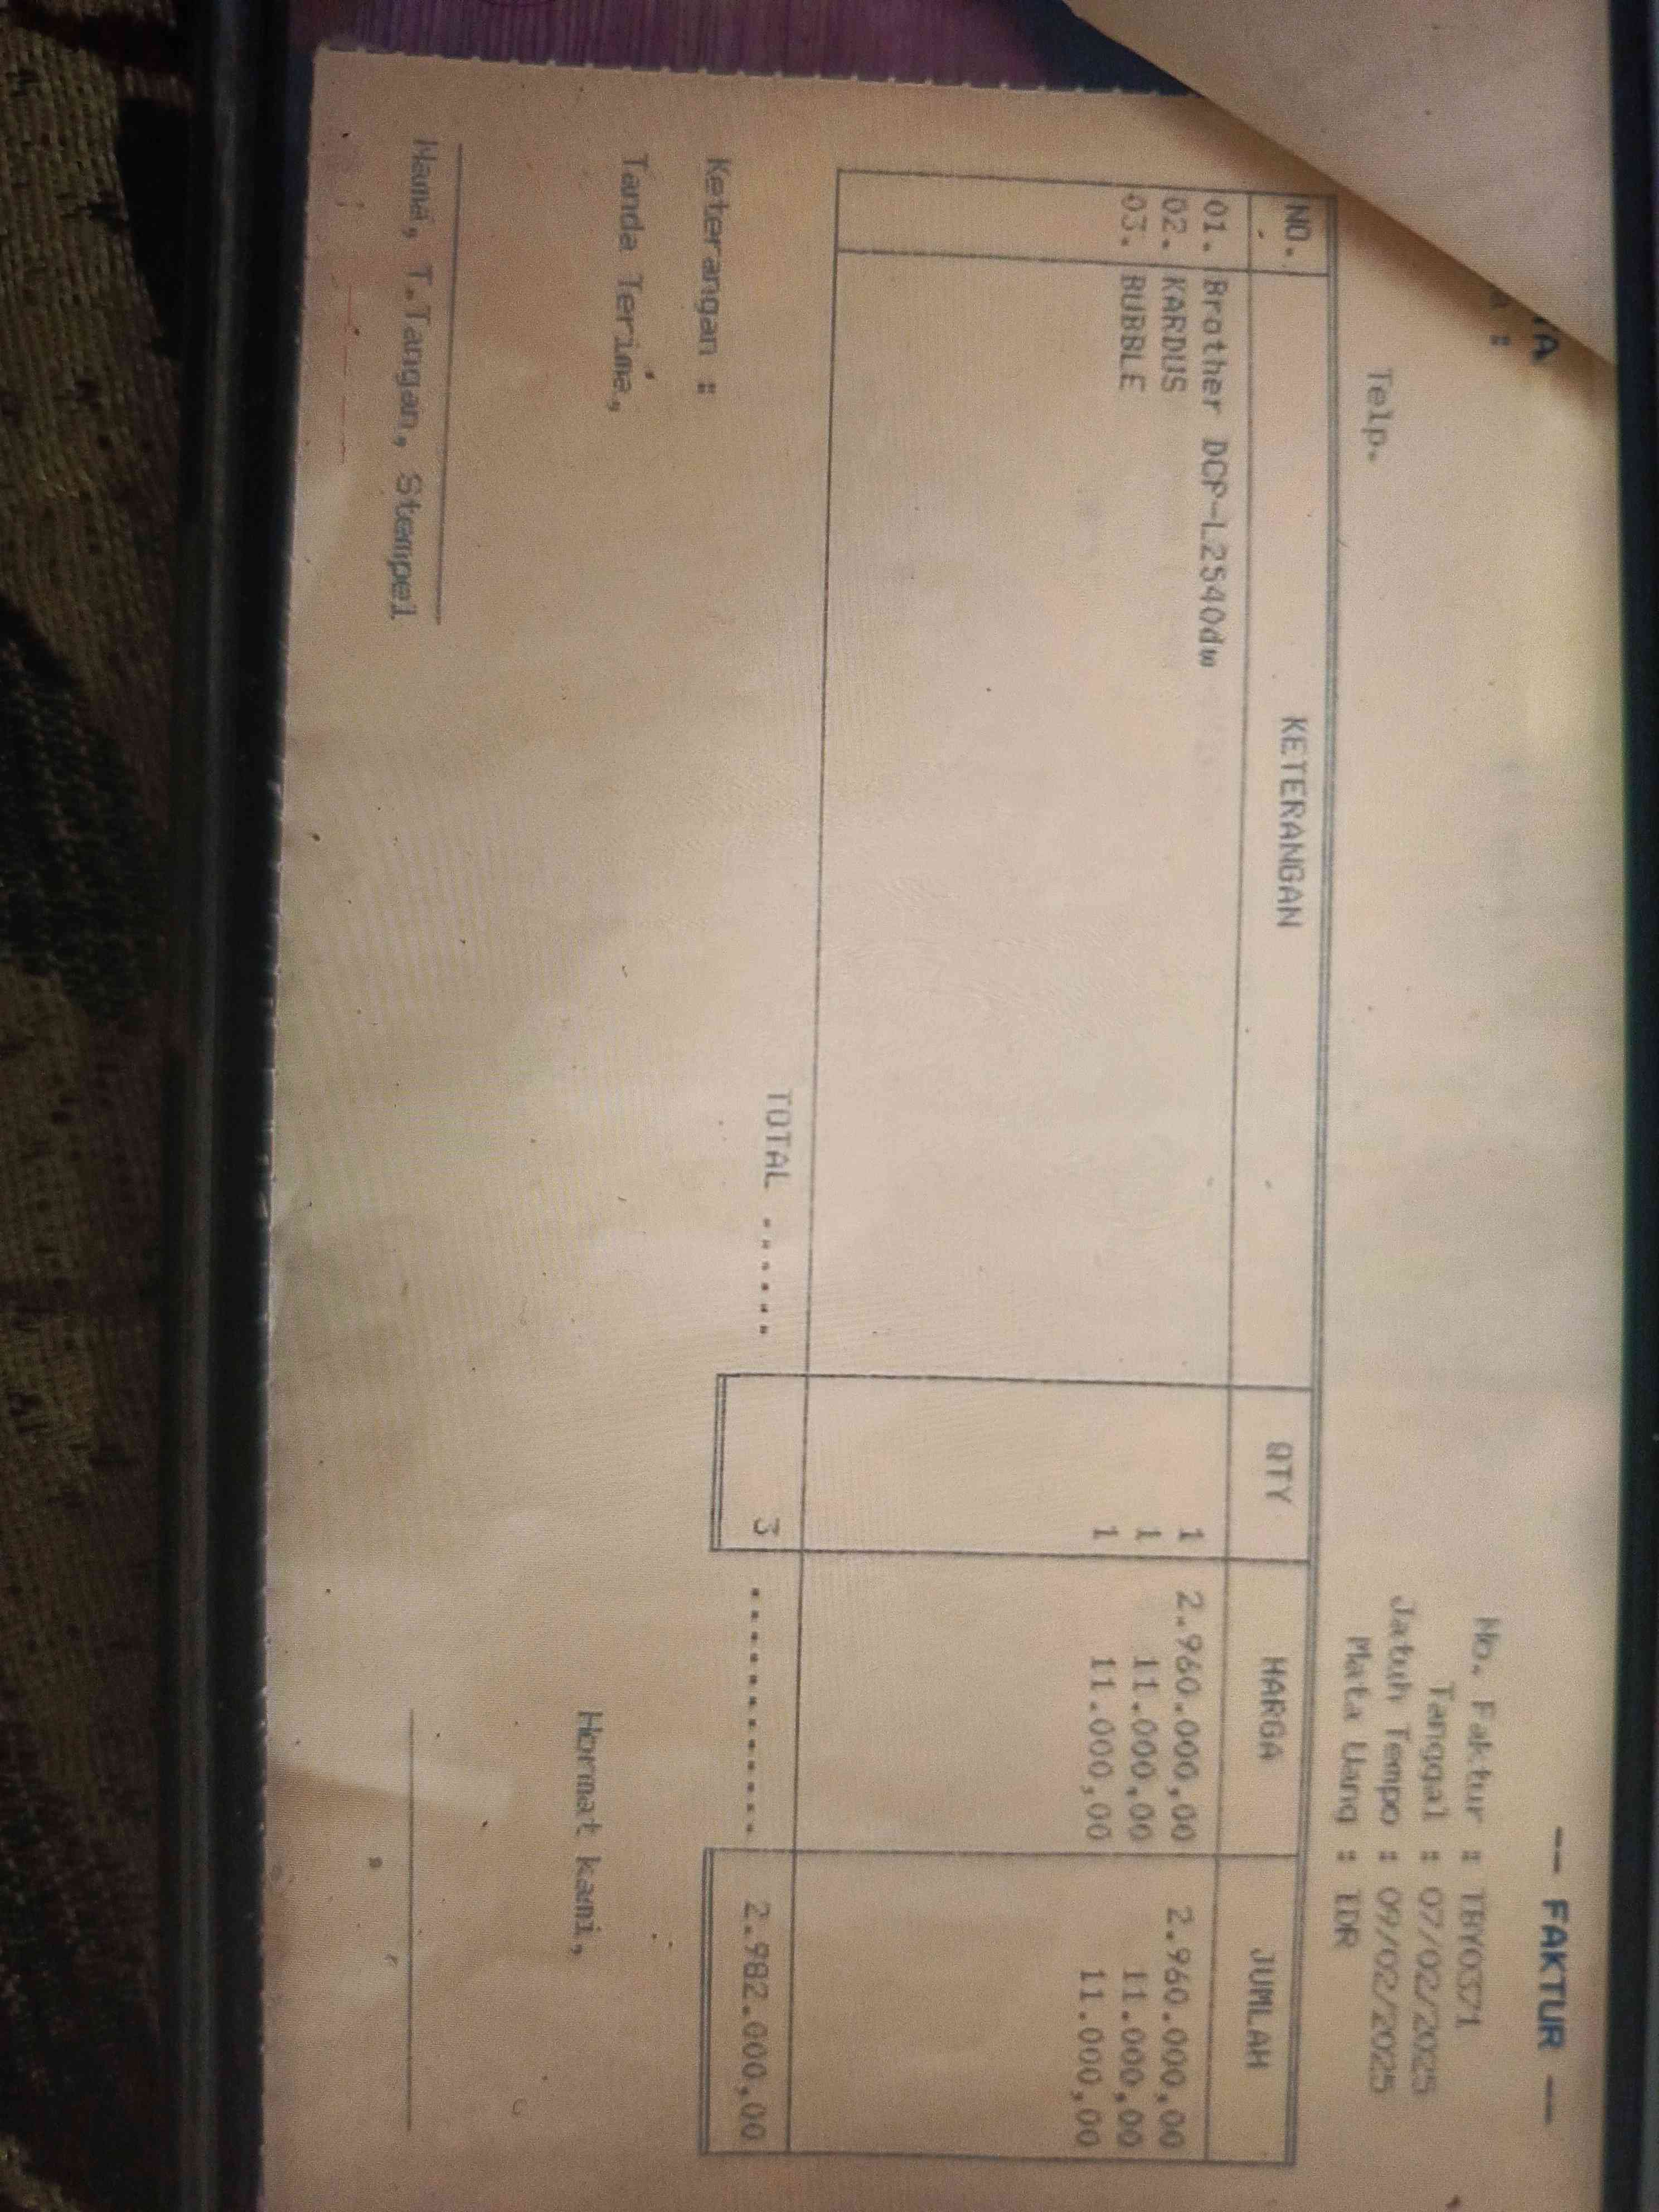 -- FAKTUR --
No. Faktur : TBY0371
Tanggal : 07/02/2025
Telp. Jatuh Tempo : 09/02/2025
Mata Uang : IDR
NO. KETERANGAN QTY HARGA JUMLAH
01. Brother DCP-L2540dw 1 2.960.000,00 2.960.000,00
02. KARDUS 1 11.000,00 11.000,00
03. BUBBLE 1 11.000,00 11.000,00
TOTAL ...... 3 ............ 2.982.000,00
Keterangan :
Tanda Terima, Hormat kami,
Nama, T.Tangan, Stempel